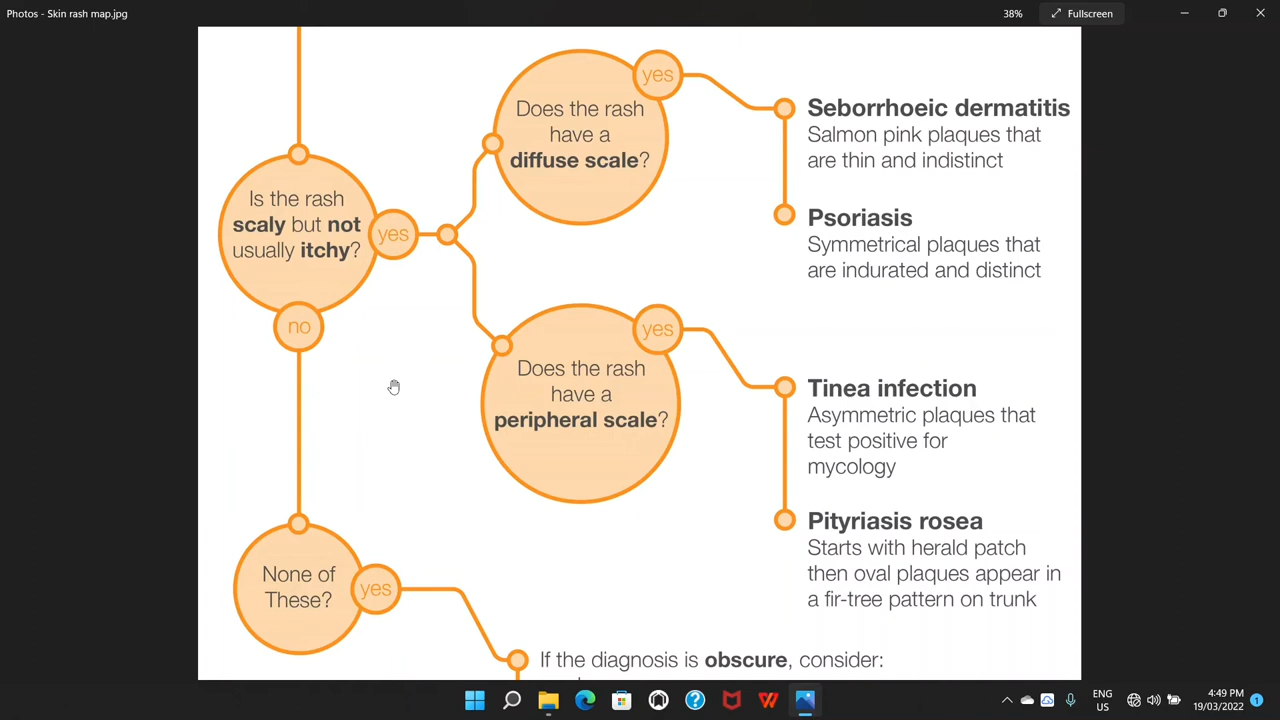 Photos - Skin rash map.jpg
38%
Fullscreen
Is the rash
scaly but not
usually itchy?
yes
no
Does the rash
have a
diffuse scale?
yes
Seborrhoeic dermatitis
Salmon pink plaques that
are thin and indistinct
Psoriasis
Symmetrical plaques that
are indurated and distinct
Does the rash
have a
peripheral scale?
yes
Tinea infection
Asymmetric plaques that
test positive for
mycology
Pityriasis rosea
Starts with herald patch
then oval plaques appear in
a fir-tree pattern on trunk
None of
These?
yes
If the diagnosis is obscure, consider:
ENG
US
4:49 PM
19/03/2022
1